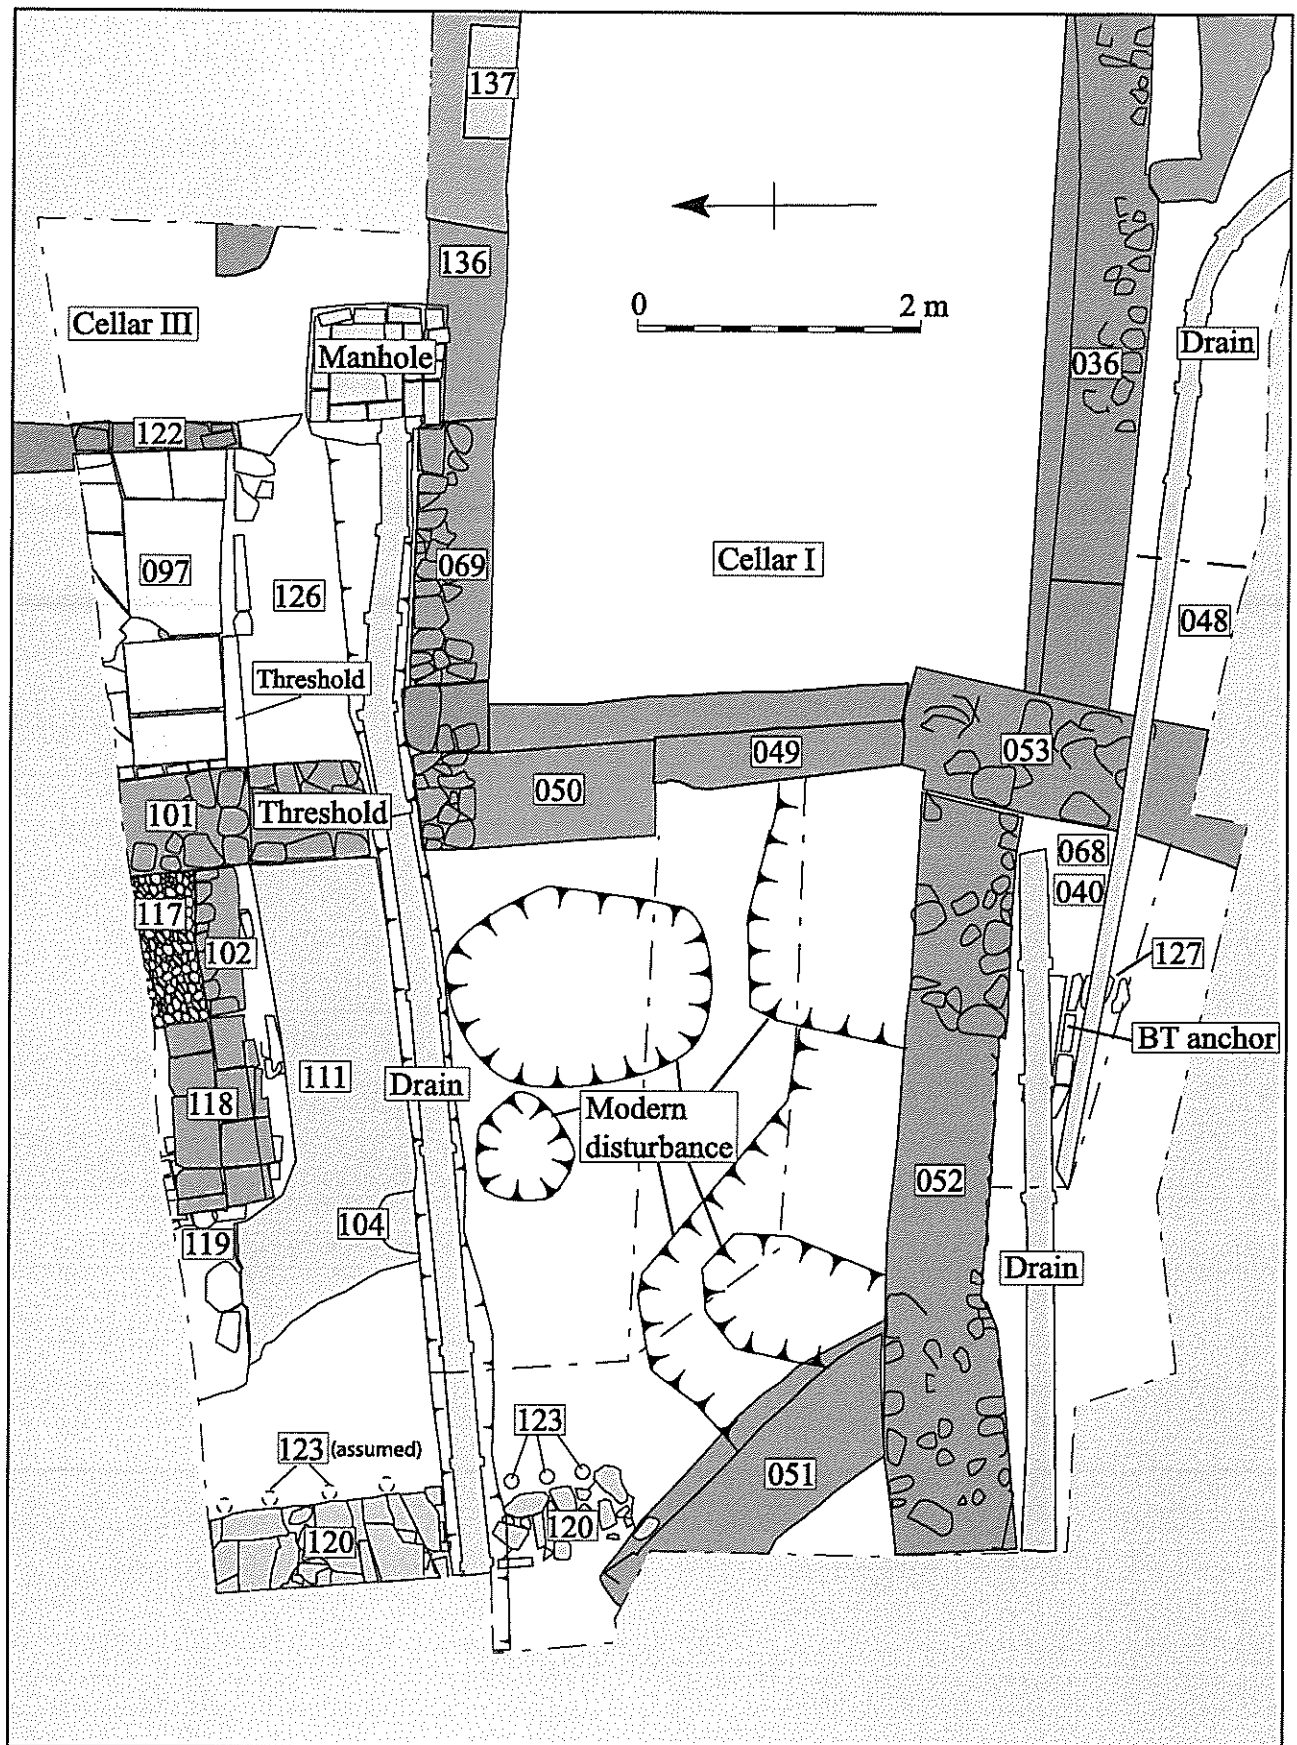 137
136
0 2 m
Cellar III
Manhole
Drain
036
122
069
Cellar I
097
126
048
Threshold
053
049
050
101
Threshold
068
040
117
102
127
BT anchor
111
Drain
118
Modern
disturbance
052
104
119
Drain
123
123 (assumed)
051
120
120